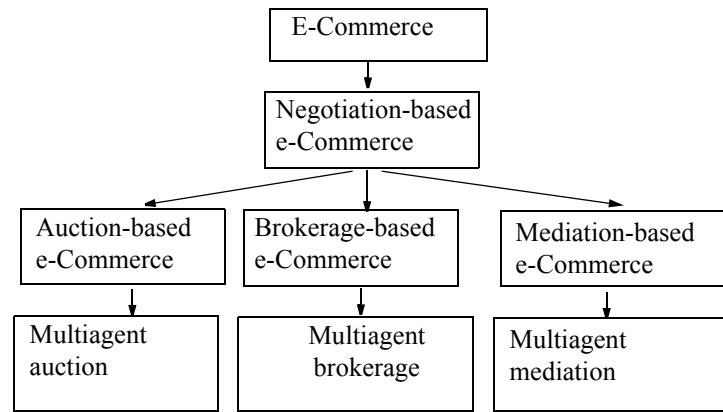 E-Commerce
Negotiation-based
e-Commerce
Auction-based
e-Commerce
Brokerage-based
e-Commerce
Mediation-based
e-Commerce
Multiagent
auction
Multiagent
brokerage
Multiagent
mediation